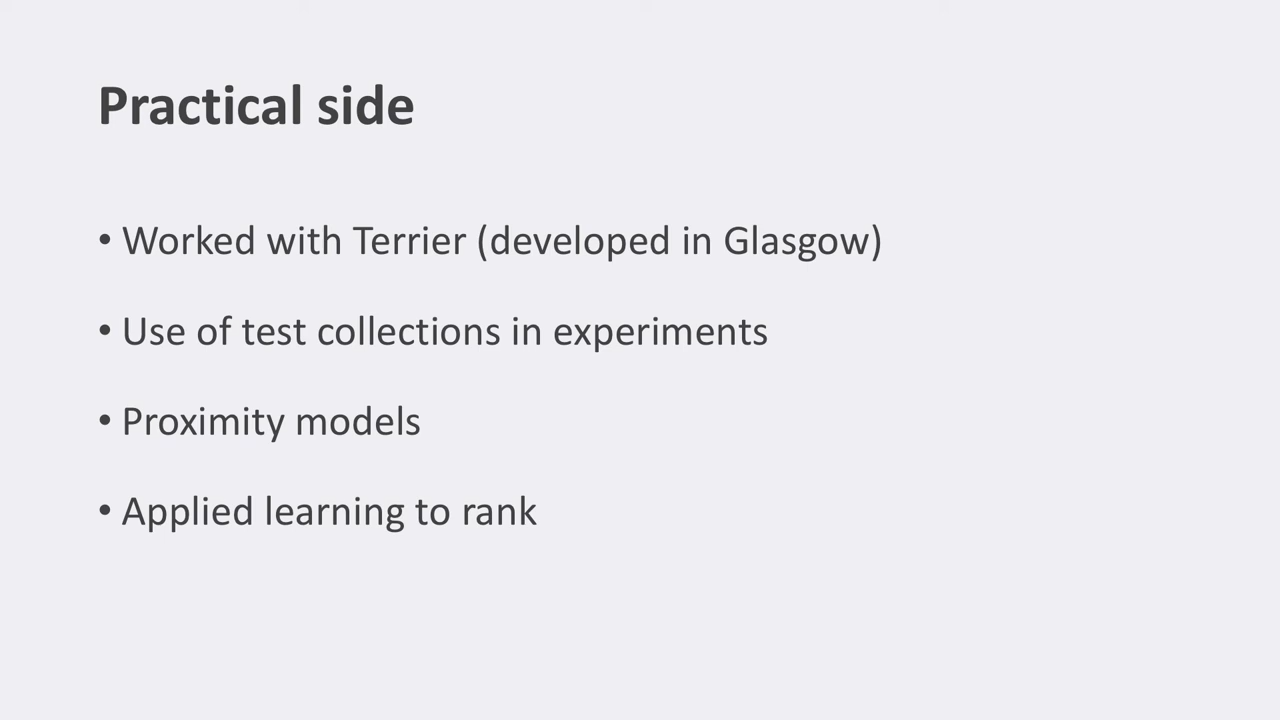 Practical side
• Worked with Terrier (developed in Glasgow)
• Use of test collections in experiments
• Proximity models
• Applied learning to rank